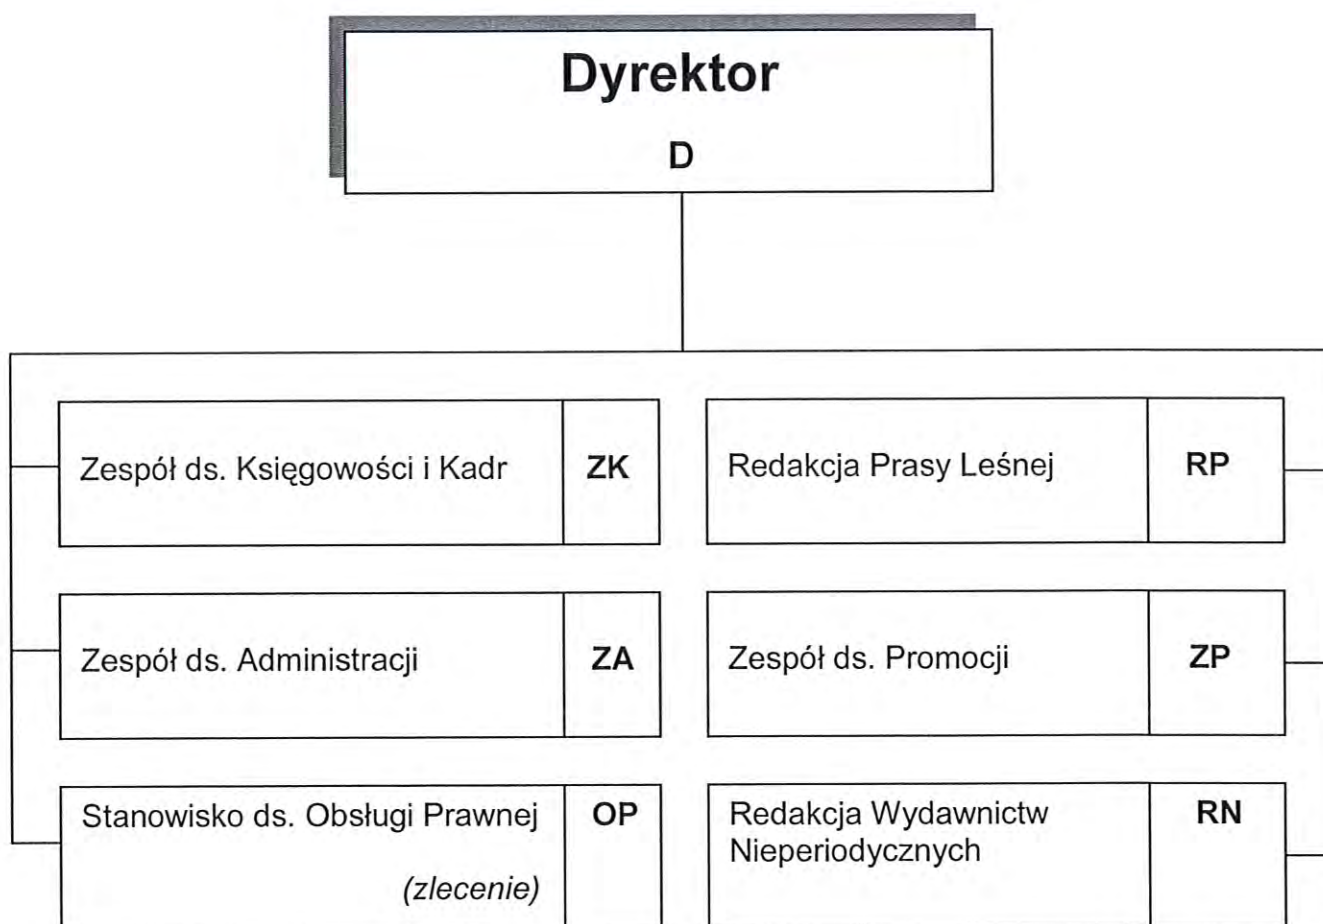 Dyrektor
D
Zespół ds. Księgowości i Kadr
ZK
Redakcja Prasy Leśnej
RP
Zespół ds. Administracji
ZA
Zespół ds. Promocji
ZP
Stanowisko ds. Obsługi Prawnej
(zlecenie)
OP
Redakcja Wydawnictw
Nieperiodycznych
RN